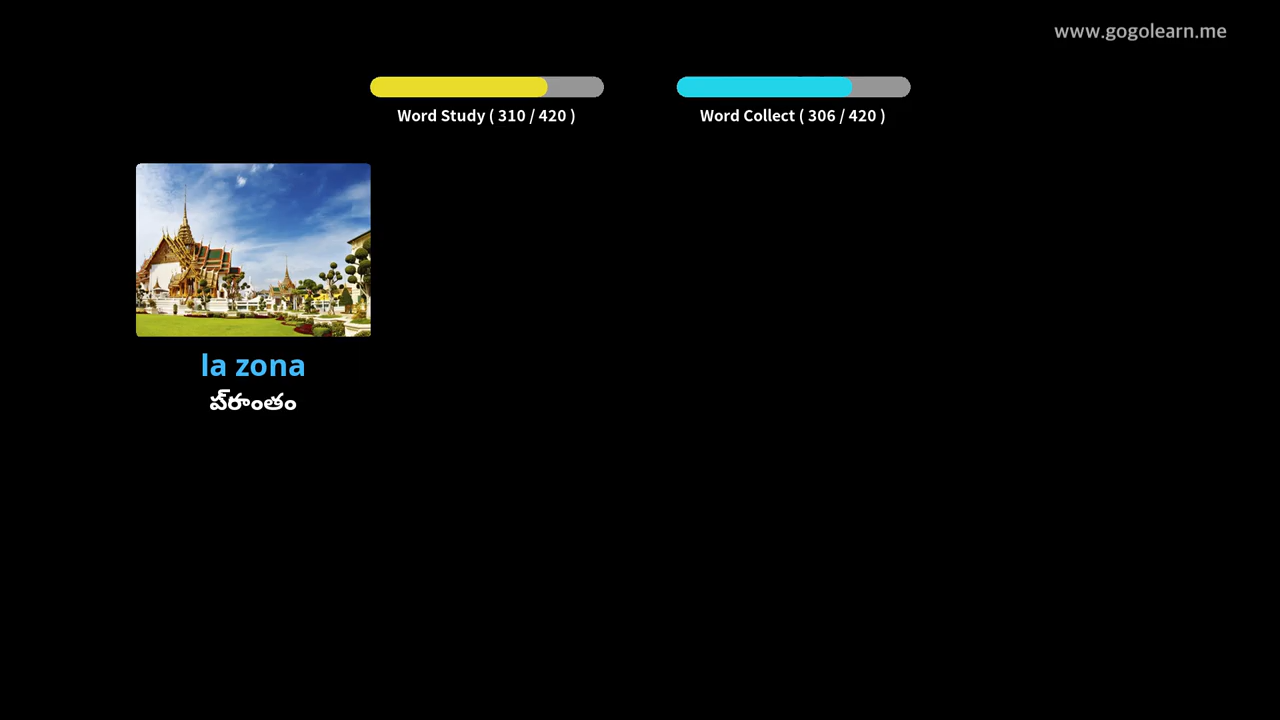 www.gogolearn.me
Word Study ( 310 / 420 )
Word Collect ( 306 / 420 )
la zona
ప్రాంతం